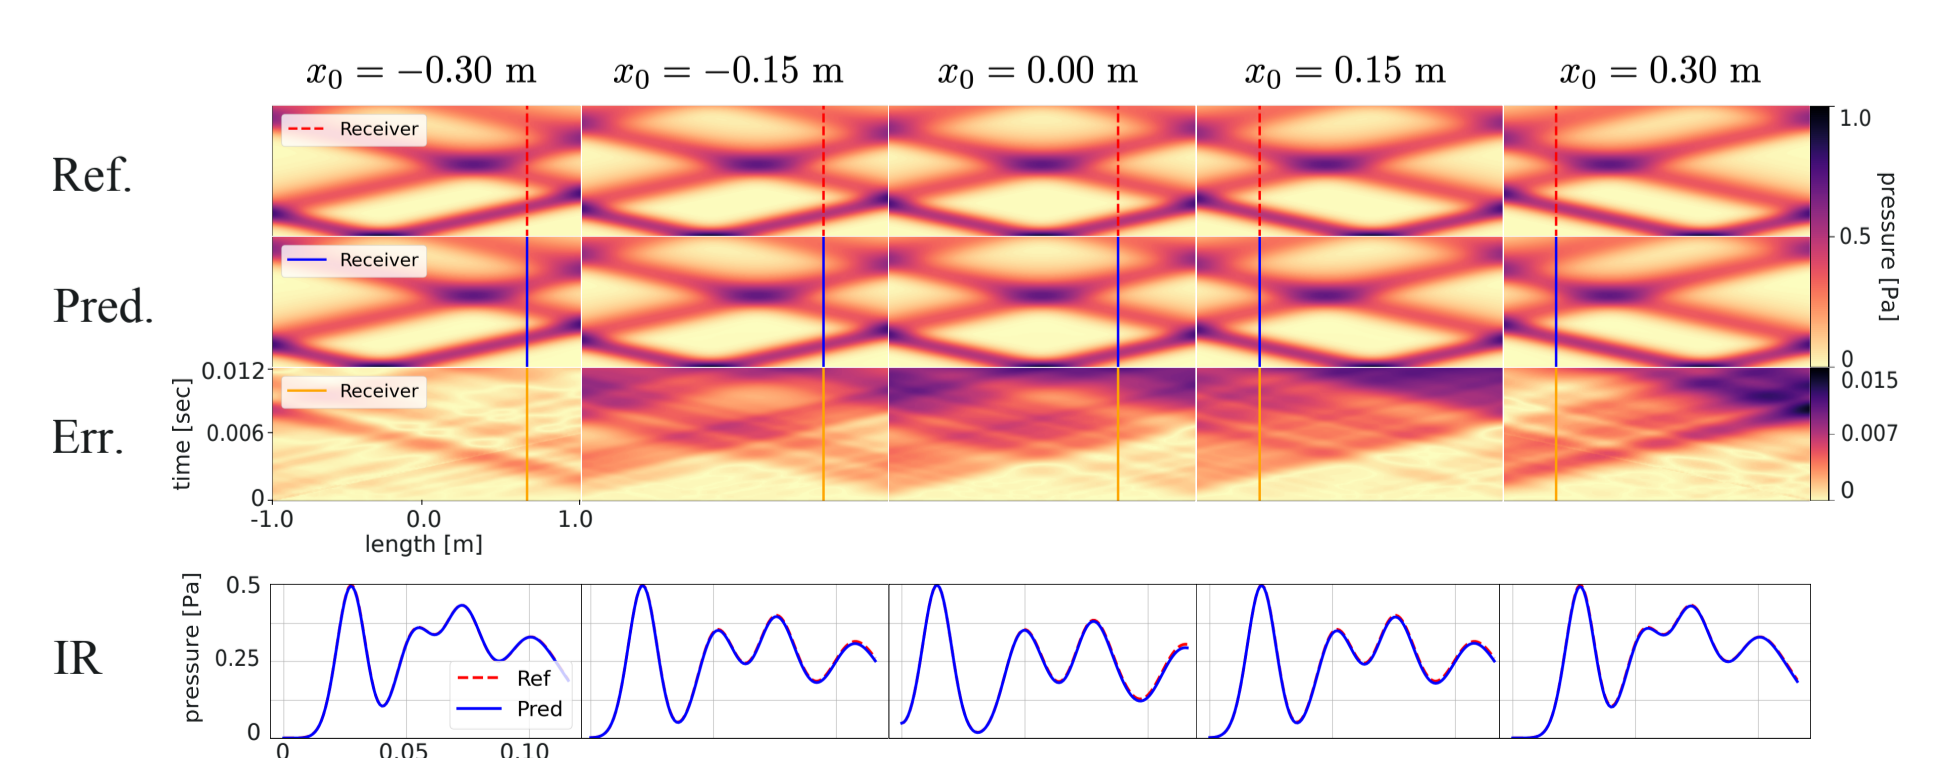 x₀ = −0.30 m x₀ = −0.15 m x₀ = 0.00 m x₀ = 0.15 m x₀ = 0.30 m
Ref.
Receiver
1.0
0.5
0
pressure [Pa]
Pred.
Receiver
Err.
Receiver
0.012
0.006
0
time [sec]
0.015
0.007
0
-1.0 0.0 1.0
length [m]
IR
pressure [Pa]
0.5
0.25
0
Ref
Pred
0 0.05 0.10